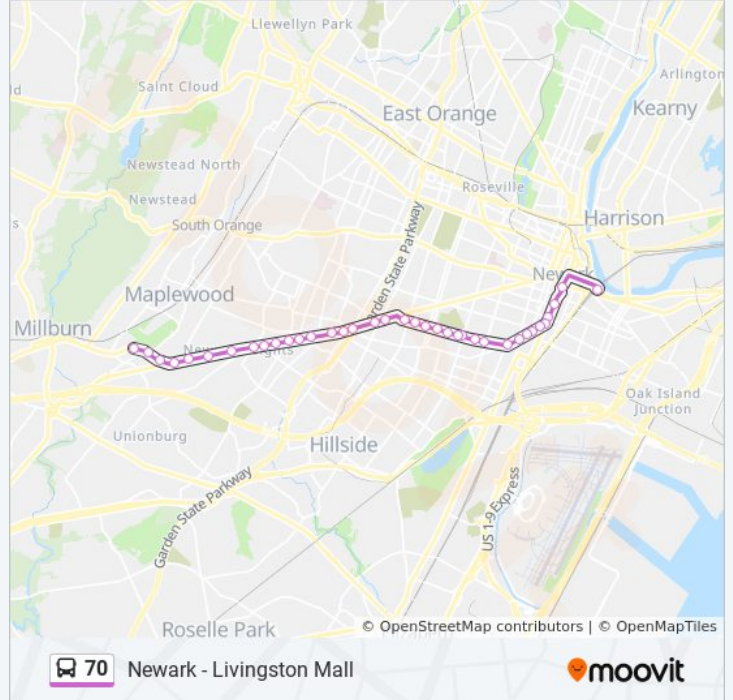 Llewellyn Park
Arlington
Saint Cloud
East Orange
Kearny
Newstead North
Roseville
Newstead
South Orange
Harrison
Garden State Parkway
Newark
Maplewood
Millburn
Oak Island
Junction
Unionburg
Hillside
Garden State Parkway
US 1-9 Express
Roselle Park
© OpenStreetMap contributors | © OpenMapTiles
70 Newark - Livingston Mall
moovit